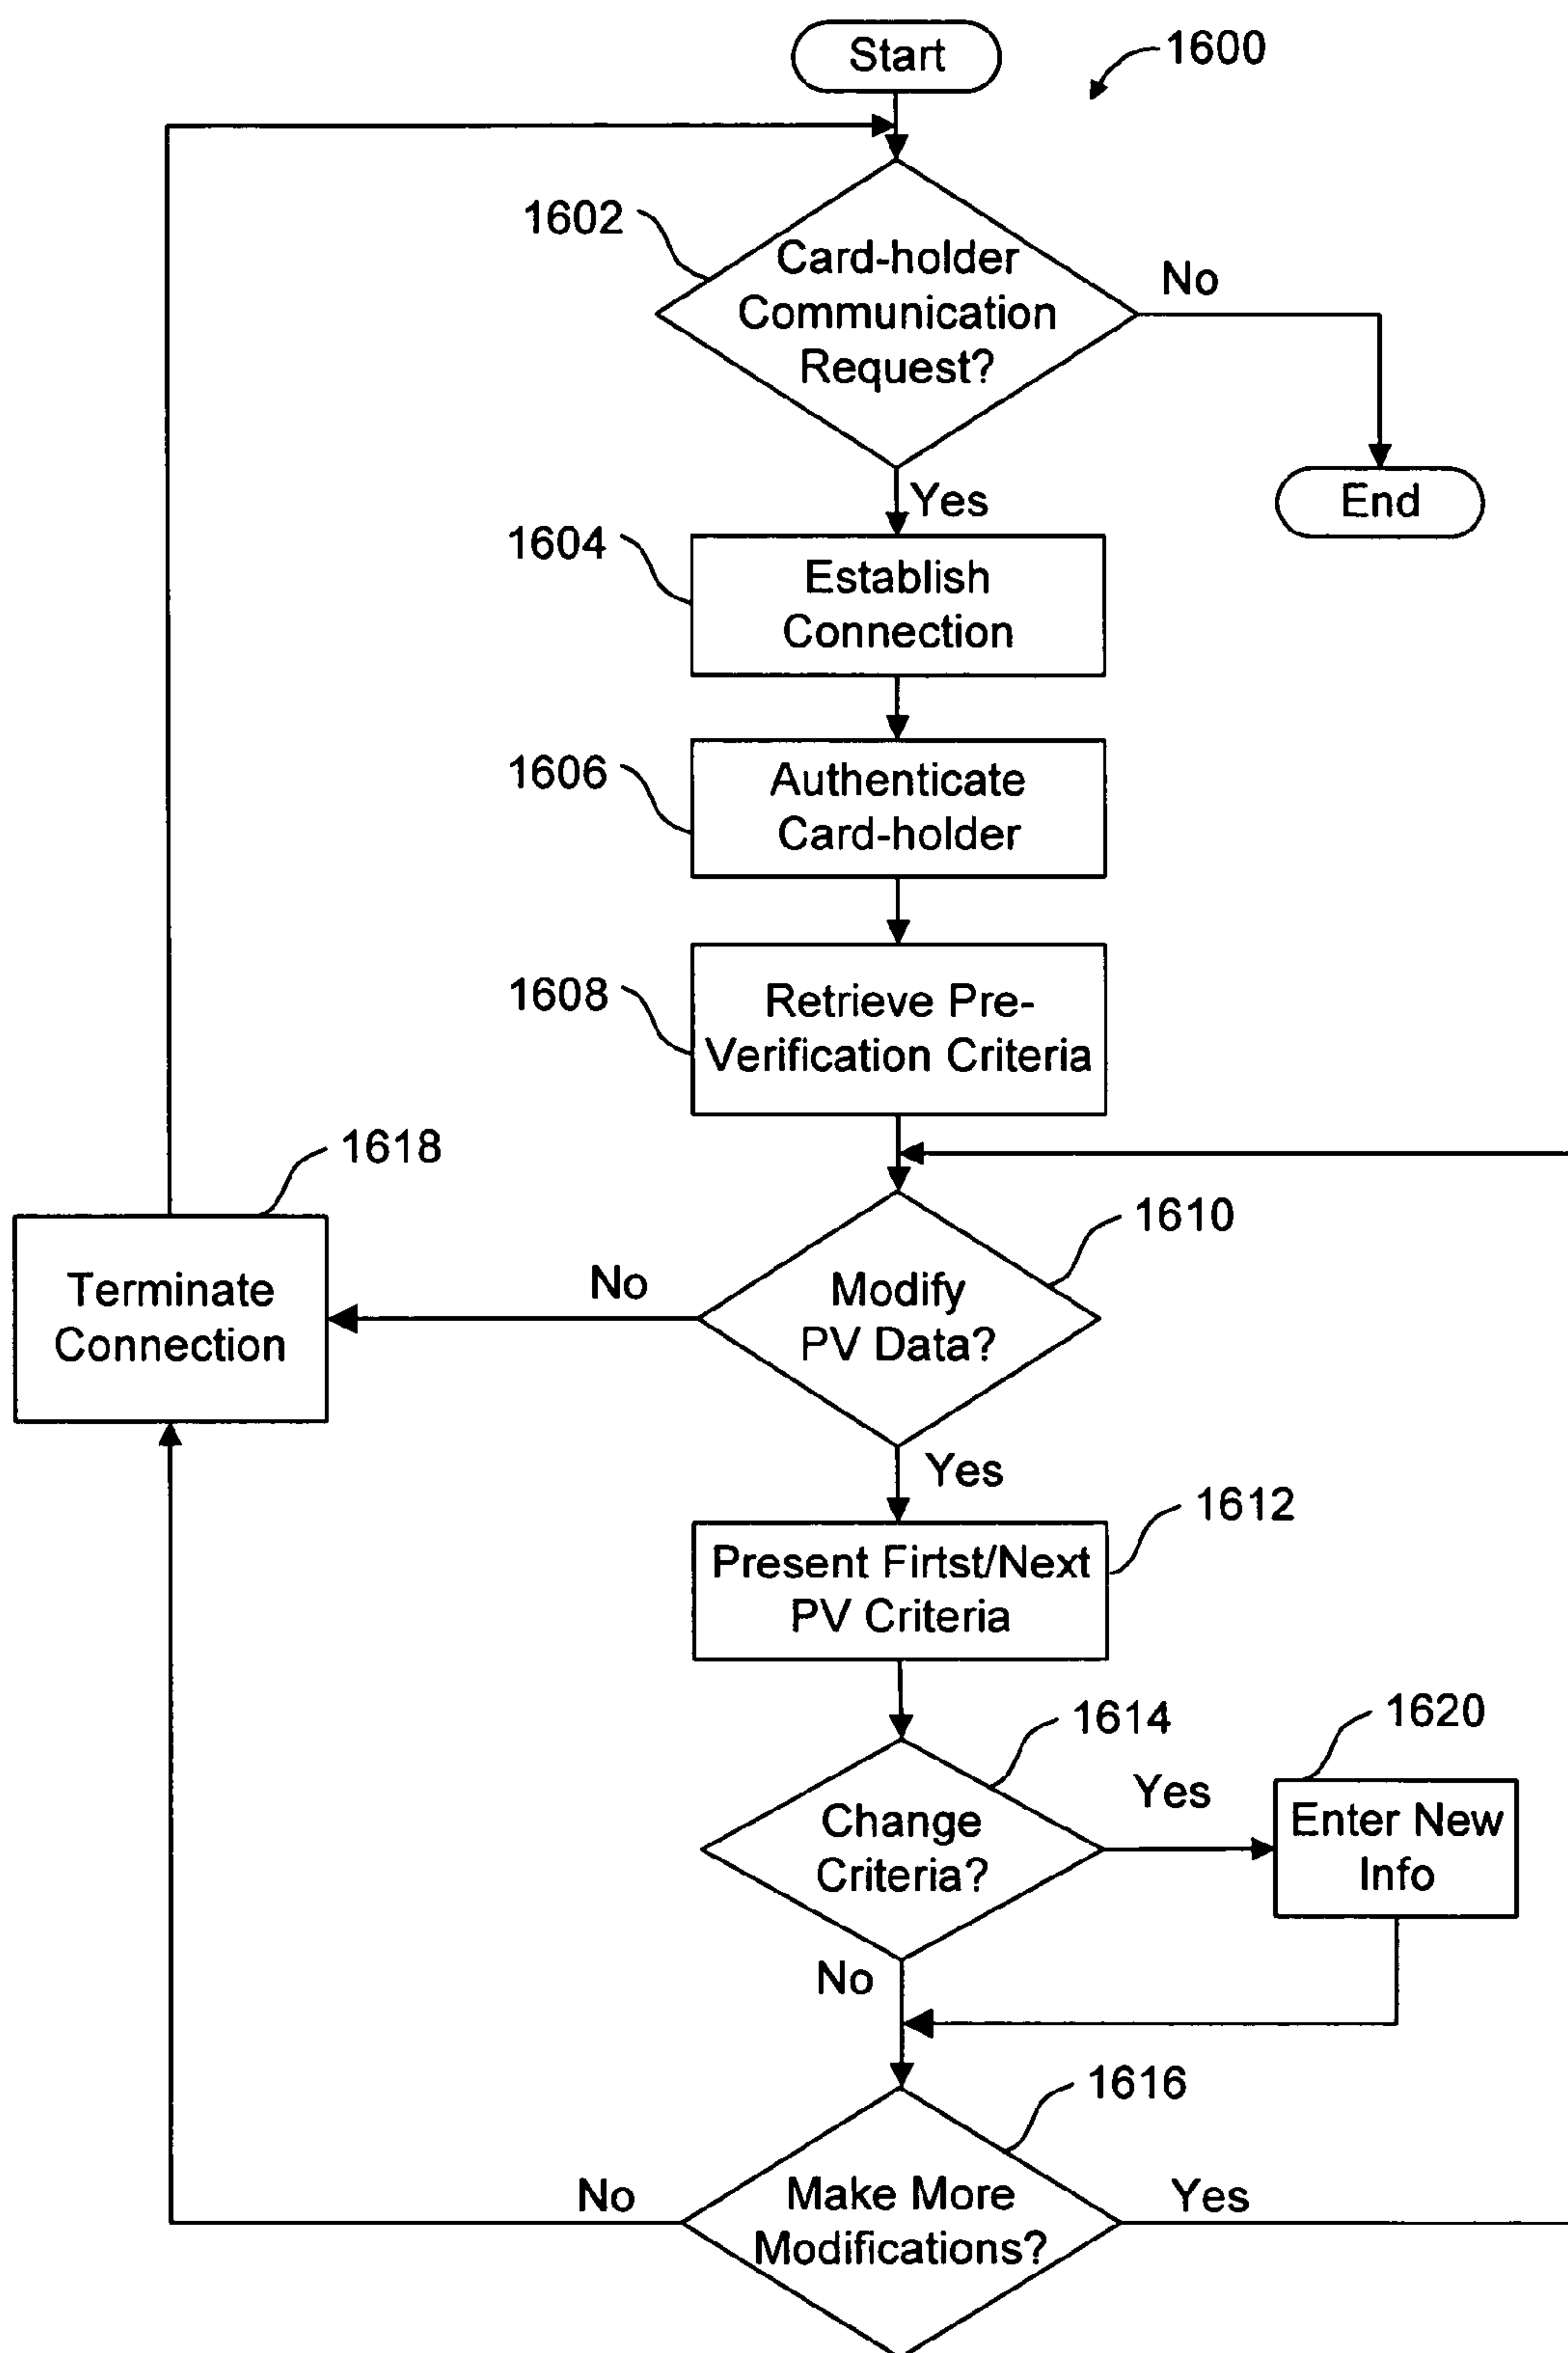 Start
1600
1602
Card-holder
Communication
Request?
No
Yes
End
1604
Establish
Connection
1606
Authenticate
Card-holder
1608
Retrieve Pre-
Verification Criteria
1618
Terminate
Connection
1610
No
Modify
PV Data?
Yes
1612
Present Firtst/Next
PV Criteria
1614
1620
Change
Criteria?
Yes
Enter New
Info
No
1616
No
Make More
Modifications?
Yes